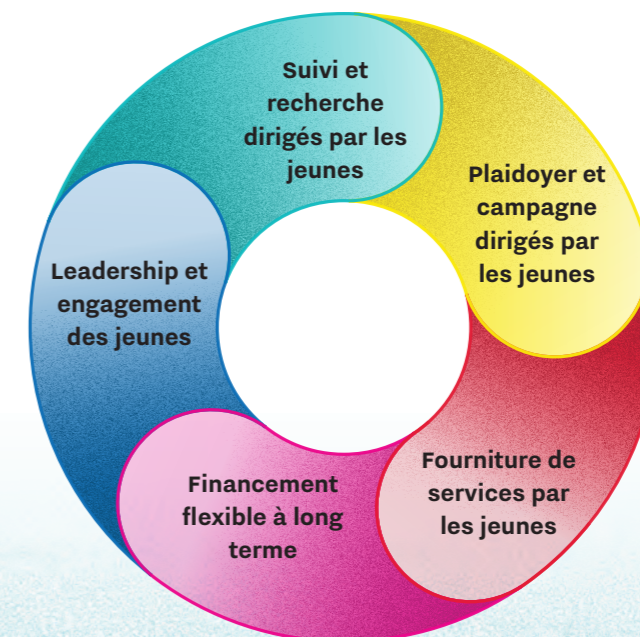 Suivi et
recherche
dirigés par les
jeunes
Plaidoyer et
campagne
dirigés par
les jeunes
Fourniture de
services par
les jeunes
Financement
flexible à long
terme
Leadership et
engagement
des jeunes